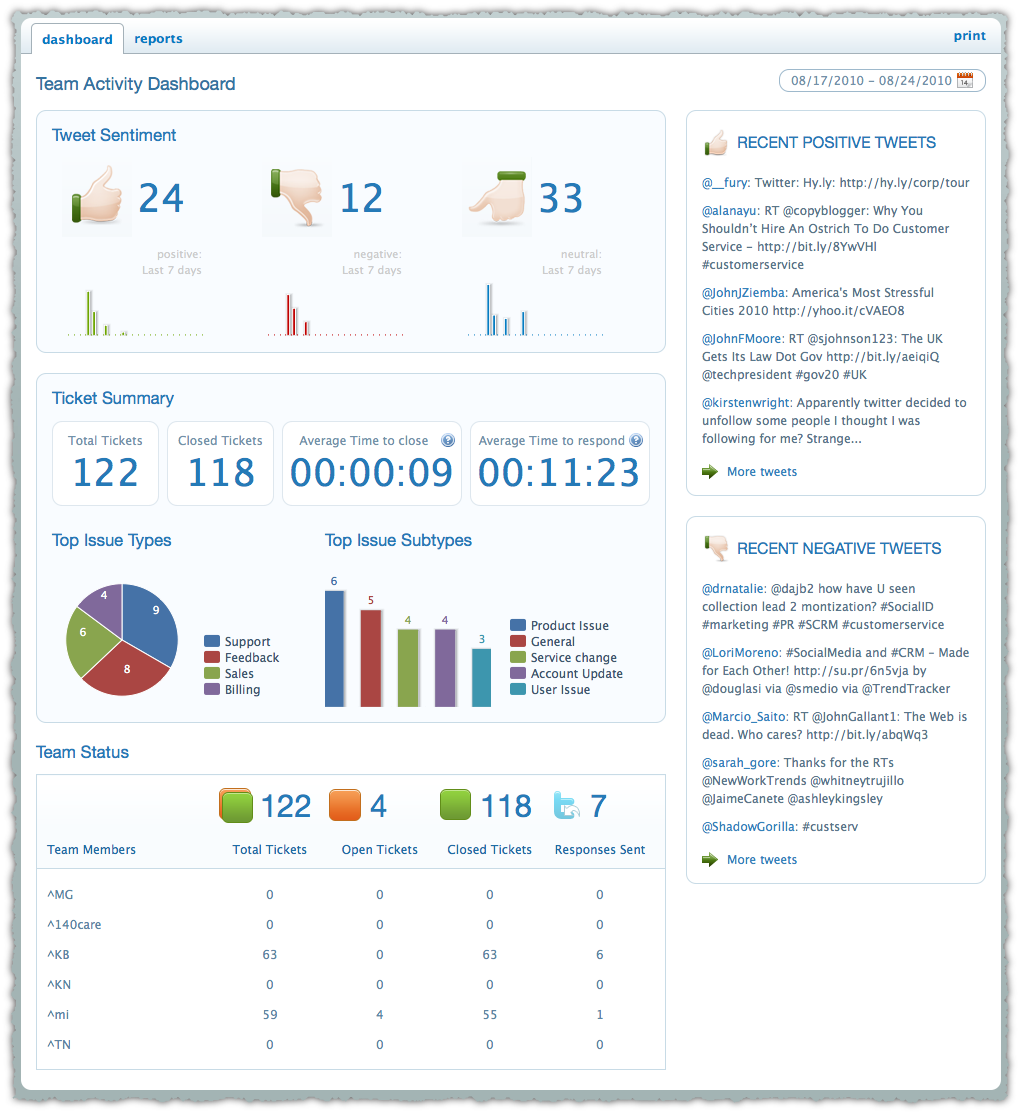 dashboard reports print
Team Activity Dashboard
08/17/2010 – 08/24/2010
14
Tweet Sentiment
24 12 33
positive: negative: neutral:
Last 7 days Last 7 days Last 7 days
Ticket Summary
Total Tickets Closed Tickets Average Time to close ? Average Time to respond ?
122 118 00:00:09 00:11:23
Top Issue Types
4 9
6
8
Support
Feedback
Sales
Billing
Top Issue Subtypes
6 5 4 4 3
Product Issue
General
Service change
Account Update
User Issue
Team Status
122 4 118 7
Team Members Total Tickets Open Tickets Closed Tickets Responses Sent
^MG 0 0 0 0
^140care 0 0 0 0
^KB 63 0 63 6
^KN 0 0 0 0
^mi 59 4 55 1
^TN 0 0 0 0
RECENT POSITIVE TWEETS
@__fury: Twitter: Hy.ly: http://hy.ly/corp/tour
@alanayu: RT @copyblogger: Why You
Shouldn't Hire An Ostrich To Do Customer
Service – http://bit.ly/8YwVHl
#customerservice
@JohnJZiemba: America's Most Stressful
Cities 2010 http://yhoo.it/cVAEO8
@JohnFMoore: RT @sjohnson123: The UK
Gets Its Law Dot Gov http://bit.ly/aeiqiQ
@techpresident #gov20 #UK
@kirstenwright: Apparently twitter decided to
unfollow some people I thought I was
following for me? Strange...
More tweets
RECENT NEGATIVE TWEETS
@drnatalie: @dajb2 how have U seen
collection lead 2 montization? #SocialID
#marketing #PR #SCRM #customerservice
@LoriMoreno: #SocialMedia and #CRM – Made
for Each Other! http://su.pr/6n5vja by
@douglasi via @smedio via @TrendTracker
@Marcio_Saito: RT @JohnGallant1: The Web is
dead. Who cares? http://bit.ly/abqWq3
@sarah_gore: Thanks for the RTs
@NewWorkTrends @whitneytrujillo
@JaimeCanete @ashleykingsley
@ShadowGorilla: #custserv
More tweets